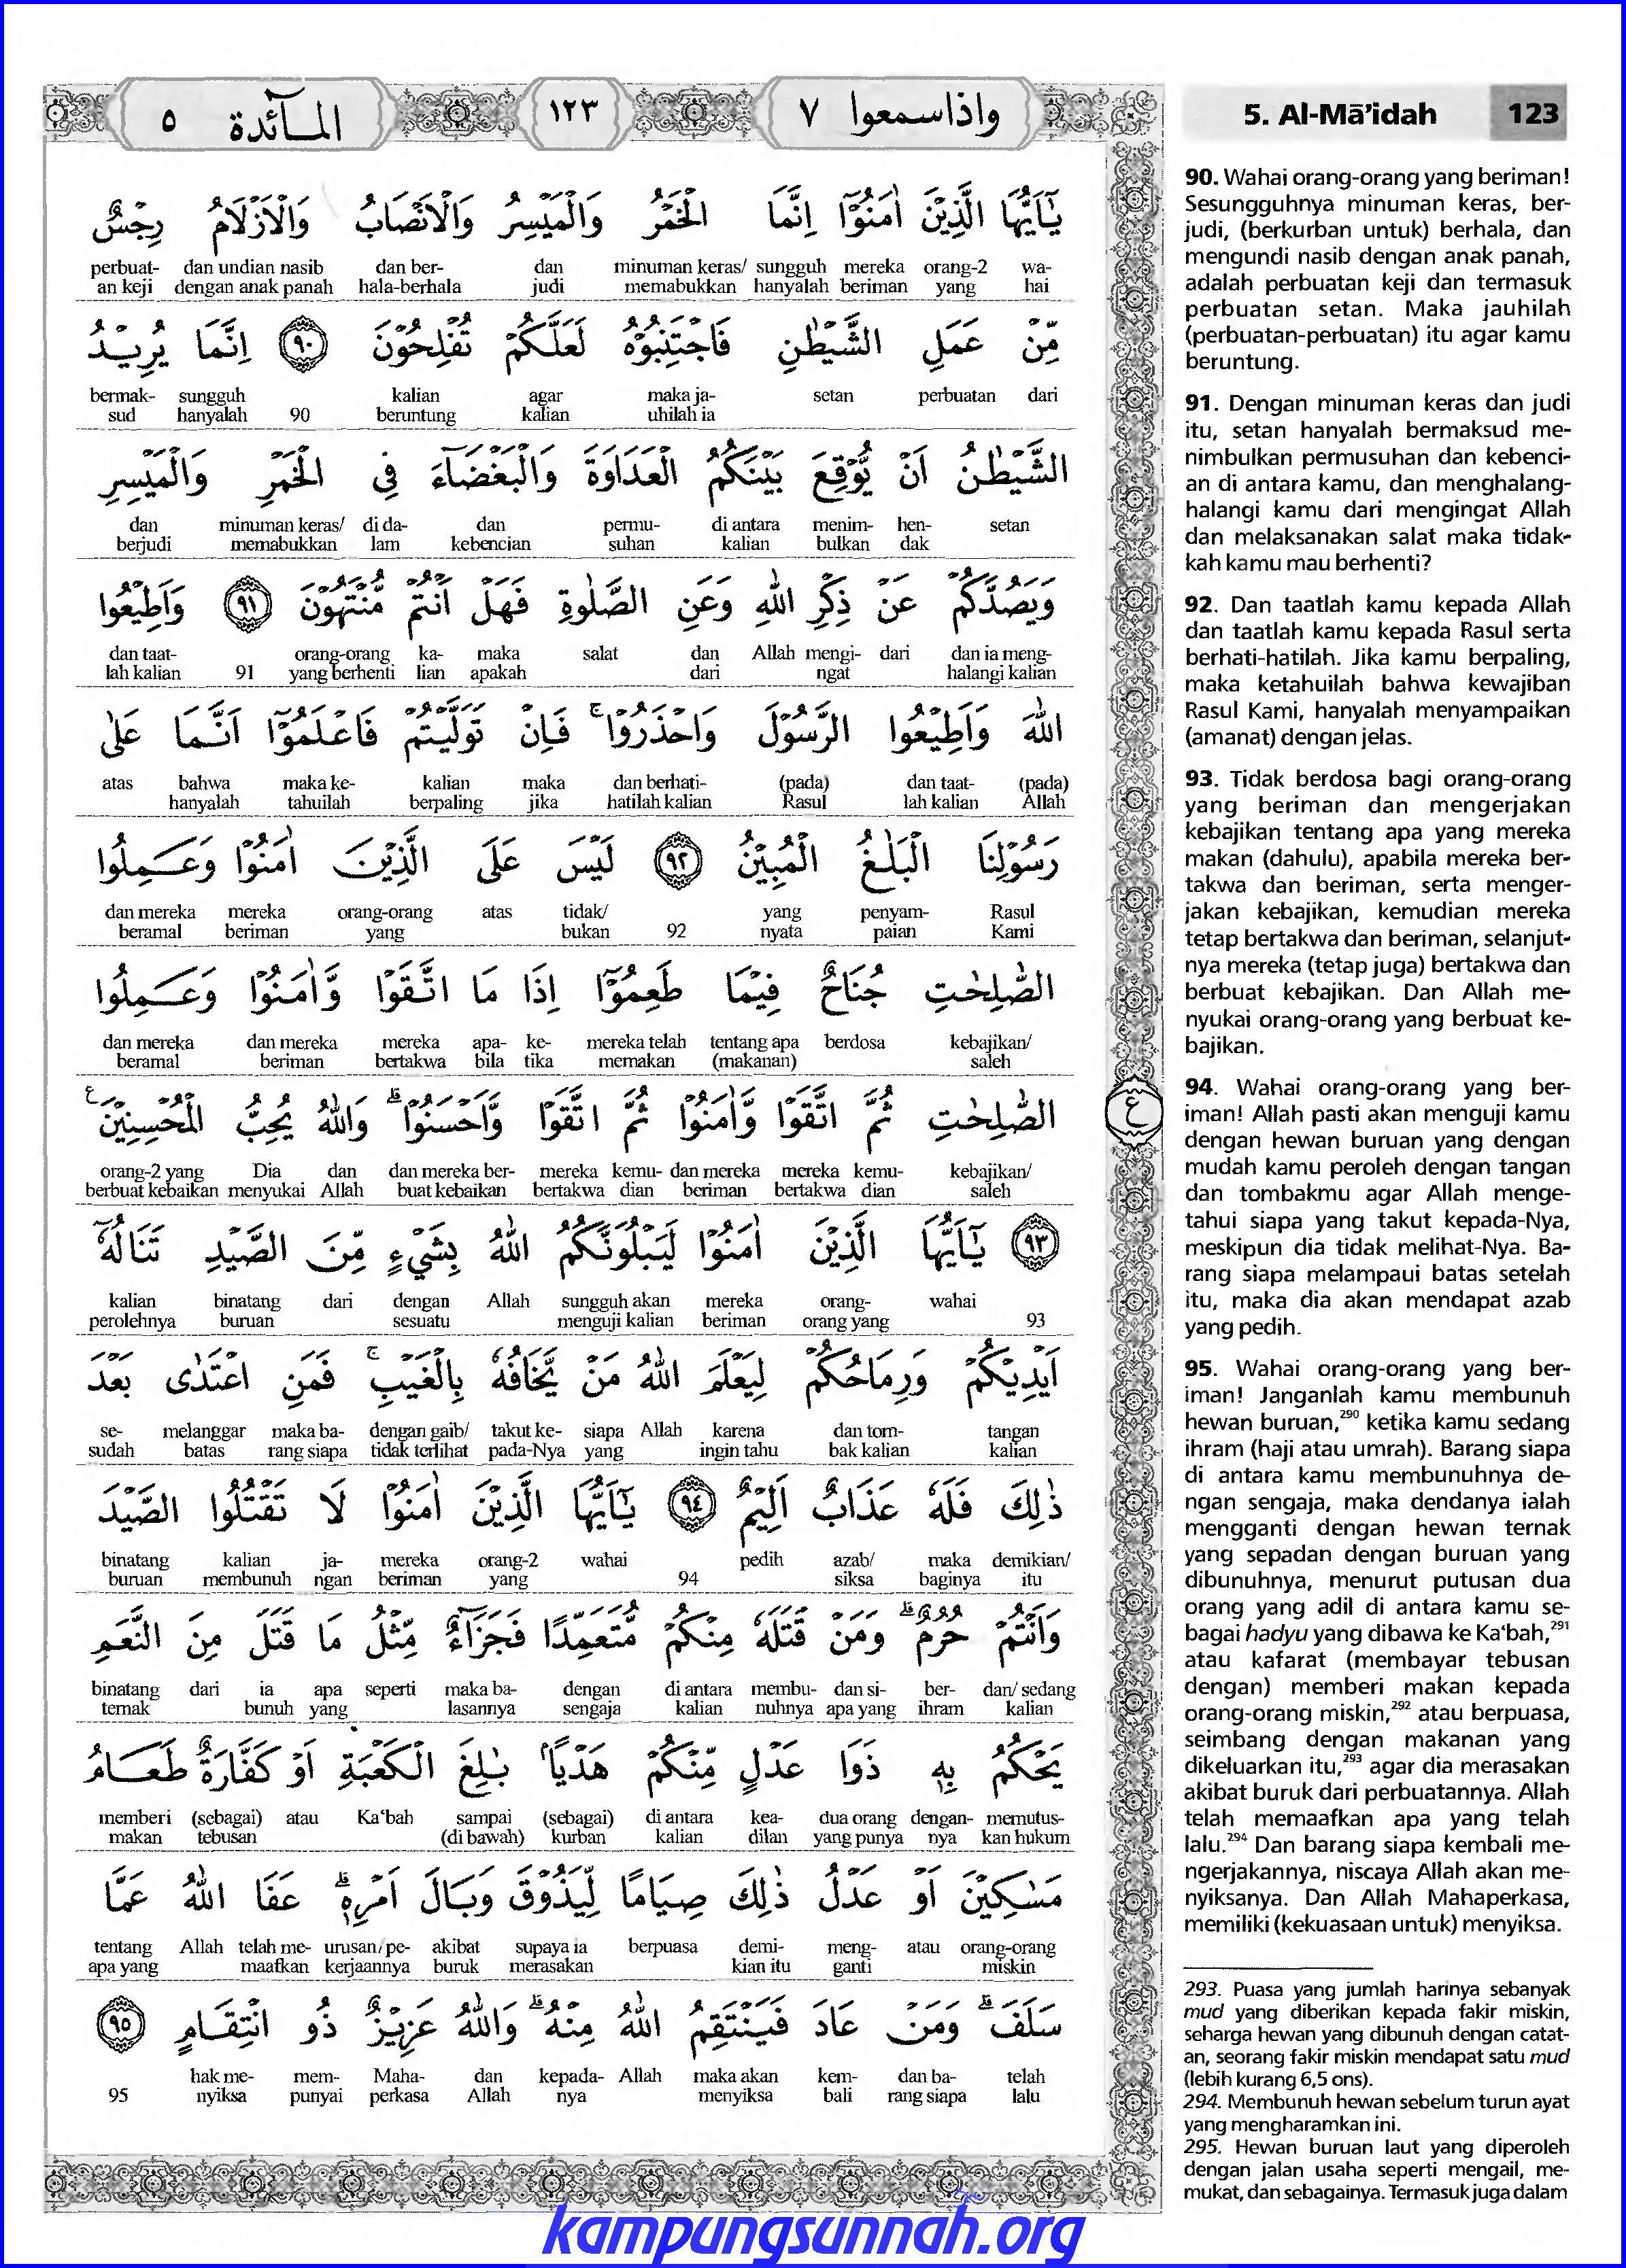 المائدة ٥
١٢٣
واذاسمعوا ٧
يٰٓاَيُّهَا الَّذِيْنَ اٰمَنُوْٓا اِنَّمَا الْخَمْرُ وَالْمَيْسِرُ وَالْاَنْصَابُ وَالْاَزْلَامُ رِجْسٌ
perbuat- dan undian nasib dan ber- dan minuman keras/ sungguh mereka orang-2 wa-
an keji dengan anak panah hala-berhala judi memabukkan hanyalah beriman yang hai
مِّنْ عَمَلِ الشَّيْطٰنِ فَاجْتَنِبُوْهُ لَعَلَّكُمْ تُفْلِحُوْنَ ٩٠ اِنَّمَا يُرِيْدُ
bermak- sungguh kalian agar maka ja- setan perbuatan dari
sud hanyalah 90 beruntung kalian uhilah ia
الشَّيْطٰنُ اَنْ يُّوْقِعَ بَيْنَكُمُ الْعَدَاوَةَ وَالْبَغْضَاۤءَ فِى الْخَمْرِ وَالْمَيْسِرِ
dan minuman keras/ di da- dan permu- di antara menim- hen- setan
berjudi memabukkan lam kebencian suhan kalian bulkan dak
وَيَصُدَّكُمْ عَنْ ذِكْرِ اللّٰهِ وَعَنِ الصَّلٰوةِ فَهَلْ اَنْتُمْ مُّنْتَهُوْنَ ٩١ وَاَطِيْعُوا
dan taat- orang-orang ka- maka salat dan Allah mengi- dari dan ia meng-
lah kalian 91 yang berhenti lian apakah dari ngat halangi kalian
اللّٰهَ وَاَطِيْعُوا الرَّسُوْلَ وَاحْذَرُوْا ۚ فَاِنْ تَوَلَّيْتُمْ فَاعْلَمُوْٓا اَنَّمَا عَلٰى
atas bahwa maka ke- kalian maka dan berhati- (pada) dan taat- (pada)
hanyalah tahuilah berpaling jika hatilah kalian Rasul lah kalian Allah
رَسُوْلِنَا الْبَلٰغُ الْمُبِيْنُ ٩٢ لَيْسَ عَلَى الَّذِيْنَ اٰمَنُوْا وَعَمِلُوا
dan mereka mereka orang-orang atas tidak/ yang penyam- Rasul
beramal beriman yang bukan 92 nyata paian Kami
الصّٰلِحٰتِ جُنَاحٌ فِيْمَا طَعِمُوْٓا اِذَا مَا اتَّقَوْا وَّاٰمَنُوْا وَعَمِلُوا
dan mereka dan mereka mereka apa- ke- mereka telah tentang apa berdosa kebajikan/
beramal beriman bertakwa bila tika memakan (makanan) saleh
الصّٰلِحٰتِ ثُمَّ اتَّقَوْا وَّاٰمَنُوْا ثُمَّ اتَّقَوْا وَّاَحْسَنُوْا ۗ وَاللّٰهُ يُحِبُّ الْمُحْسِنِيْنَ ࣖ
ع
orang-2 yang Dia dan dan mereka ber- mereka kemu- dan mereka mereka kemu- kebajikan/
berbuat kebaikan menyukai Allah buat kebaikan bertakwa dian beriman bertakwa dian saleh
٩٣ يٰٓاَيُّهَا الَّذِيْنَ اٰمَنُوْا لَيَبْلُوَنَّكُمُ اللّٰهُ بِشَيْءٍ مِّنَ الصَّيْدِ تَنَالُهٗٓ
kalian binatang dari dengan Allah sungguh akan mereka orang- wahai
perolehnya buruan sesuatu menguji kalian beriman orang yang 93
اَيْدِيْكُمْ وَرِمَاحُكُمْ لِيَعْلَمَ اللّٰهُ مَنْ يَّخَافُهٗ بِالْغَيْبِ ۚ فَمَنِ اعْتَدٰى بَعْدَ
se- melanggar maka ba- dengan gaib/ takut ke- siapa Allah karena dan tom- tangan
sudah batas rang siapa tidak terlihat pada-Nya yang ingin tahu bak kalian kalian
ذٰلِكَ فَلَهٗ عَذَابٌ اَلِيْمٌ ٩٤ يٰٓاَيُّهَا الَّذِيْنَ اٰمَنُوْا لَا تَقْتُلُوا الصَّيْدَ
binatang kalian ja- mereka orang-2 wahai pedih azab/ maka demikian/
buruan membunuh ngan beriman yang 94 siksa baginya itu
وَاَنْتُمْ حُرُمٌ ۗ وَمَنْ قَتَلَهٗ مِنْكُمْ مُّتَعَمِّدًا فَجَزَاۤءٌ مِّثْلُ مَا قَتَلَ مِنَ النَّعَمِ
binatang dari ia apa seperti maka ba- dengan di antara membu- dan si- ber- dan/ sedang
ternak bunuh yang lasannya sengaja kalian nuhnya apa yang ihram kalian
يَحْكُمُ بِهٖ ذَوَا عَدْلٍ مِّنْكُمْ هَدْيًاۢ بٰلِغَ الْكَعْبَةِ اَوْ كَفَّارَةٌ طَعَامُ
memberi (sebagai) atau Ka‘bah sampai (sebagai) di antara kea- dua orang dengan- memutus-
makan tebusan (di bawah) kurban kalian dilan yang punya nya kan hukum
مَسٰكِيْنَ اَوْ عَدْلُ ذٰلِكَ صِيَامًا لِّيَذُوْقَ وَبَالَ اَمْرِهٖ ۗ عَفَا اللّٰهُ عَمَّا
tentang Allah telah me- urusan/pe- akibat supaya ia berpuasa demi- meng- atau orang-orang
apa yang maafkan kerjaannya buruk merasakan kian itu ganti miskin
سَلَفَ ۗ وَمَنْ عَادَ فَيَنْتَقِمُ اللّٰهُ مِنْهُ ۗ وَاللّٰهُ عَزِيْزٌ ذُو انْتِقَامٍ ٩٥
hak me- mem- Maha- dan kepada- Allah maka akan kem- dan ba- telah
95 nyiksa punyai perkasa Allah nya menyiksa bali rang siapa lalu
5. Al-Mā’idah 123
90. Wahai orang-orang yang beriman!
Sesungguhnya minuman keras, ber-
judi, (berkurban untuk) berhala, dan
mengundi nasib dengan anak panah,
adalah perbuatan keji dan termasuk
perbuatan setan. Maka jauhilah
(perbuatan-perbuatan) itu agar kamu
beruntung.
91. Dengan minuman keras dan judi
itu, setan hanyalah bermaksud me-
nimbulkan permusuhan dan kebenci-
an di antara kamu, dan menghalang-
halangi kamu dari mengingat Allah
dan melaksanakan salat maka tidak-
kah kamu mau berhenti?
92. Dan taatlah kamu kepada Allah
dan taatlah kamu kepada Rasul serta
berhati-hatilah. Jika kamu berpaling,
maka ketahuilah bahwa kewajiban
Rasul Kami, hanyalah menyampaikan
(amanat) dengan jelas.
93. Tidak berdosa bagi orang-orang
yang beriman dan mengerjakan
kebajikan tentang apa yang mereka
makan (dahulu), apabila mereka ber-
takwa dan beriman, serta menger-
jakan kebajikan, kemudian mereka
tetap bertakwa dan beriman, selanjut-
nya mereka (tetap juga) bertakwa dan
berbuat kebajikan. Dan Allah me-
nyukai orang-orang yang berbuat ke-
bajikan.
94. Wahai orang-orang yang ber-
iman! Allah pasti akan menguji kamu
dengan hewan buruan yang dengan
mudah kamu peroleh dengan tangan
dan tombakmu agar Allah menge-
tahui siapa yang takut kepada-Nya,
meskipun dia tidak melihat-Nya. Ba-
rang siapa melampaui batas setelah
itu, maka dia akan mendapat azab
yang pedih.
95. Wahai orang-orang yang ber-
iman! Janganlah kamu membunuh
hewan buruan,²⁹⁰ ketika kamu sedang
ihram (haji atau umrah). Barang siapa
di antara kamu membunuhnya de-
ngan sengaja, maka dendanya ialah
mengganti dengan hewan ternak
yang sepadan dengan buruan yang
dibunuhnya, menurut putusan dua
orang yang adil di antara kamu se-
bagai hadyu yang dibawa ke Ka‘bah,²⁹¹
atau kafarat (membayar tebusan
dengan) memberi makan kepada
orang-orang miskin,²⁹² atau berpuasa,
seimbang dengan makanan yang
dikeluarkan itu,²⁹³ agar dia merasakan
akibat buruk dari perbuatannya. Allah
telah memaafkan apa yang telah
lalu.²⁹⁴ Dan barang siapa kembali me-
ngerjakannya, niscaya Allah akan me-
nyiksanya. Dan Allah Mahaperkasa,
memiliki (kekuasaan untuk) menyiksa.
293. Puasa yang jumlah harinya sebanyak
mud yang diberikan kepada fakir miskin,
seharga hewan yang dibunuh dengan catat-
an, seorang fakir miskin mendapat satu mud
(lebih kurang 6,5 ons).
294. Membunuh hewan sebelum turun ayat
yang mengharamkan ini.
295. Hewan buruan laut yang diperoleh
dengan jalan usaha seperti mengail, me-
mukat, dan sebagainya. Termasuk juga dalam
kampungsunnah.org